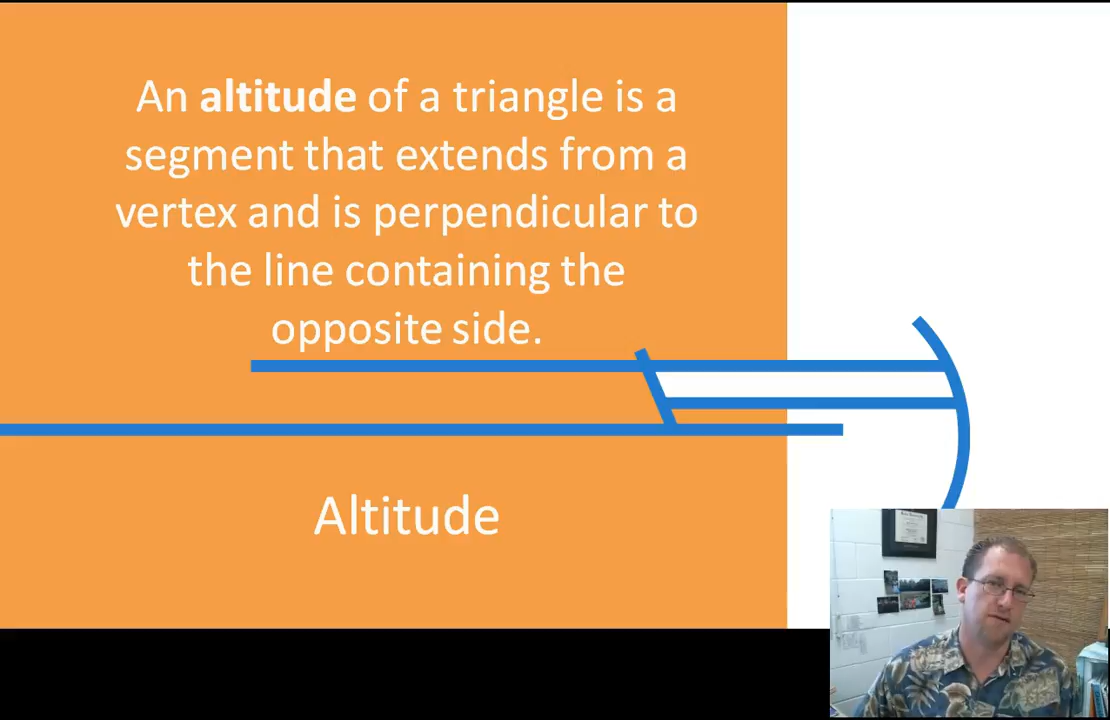 An altitude of a triangle is a
segment that extends from a
vertex and is perpendicular to
the line containing the
opposite side.
Altitude